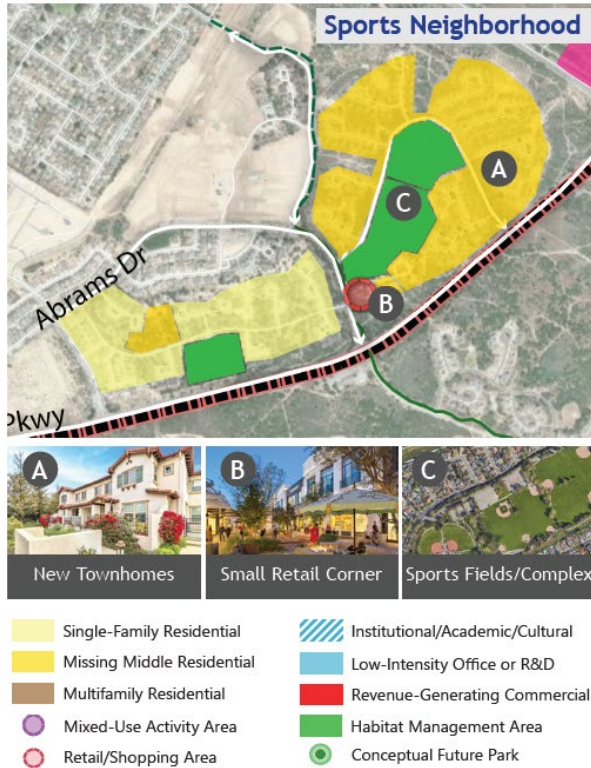 Sports Neighborhood
A
C
B
Abrams Dr
Pkwy
A
New Townhomes
B
Small Retail Corner
C
Sports Fields/Complex
Single-Family Residential
Missing Middle Residential
Multifamily Residential
Mixed-Use Activity Area
Retail/Shopping Area
Institutional/Academic/Cultural
Low-Intensity Office or R&D
Revenue-Generating Commercial
Habitat Management Area
Conceptual Future Park